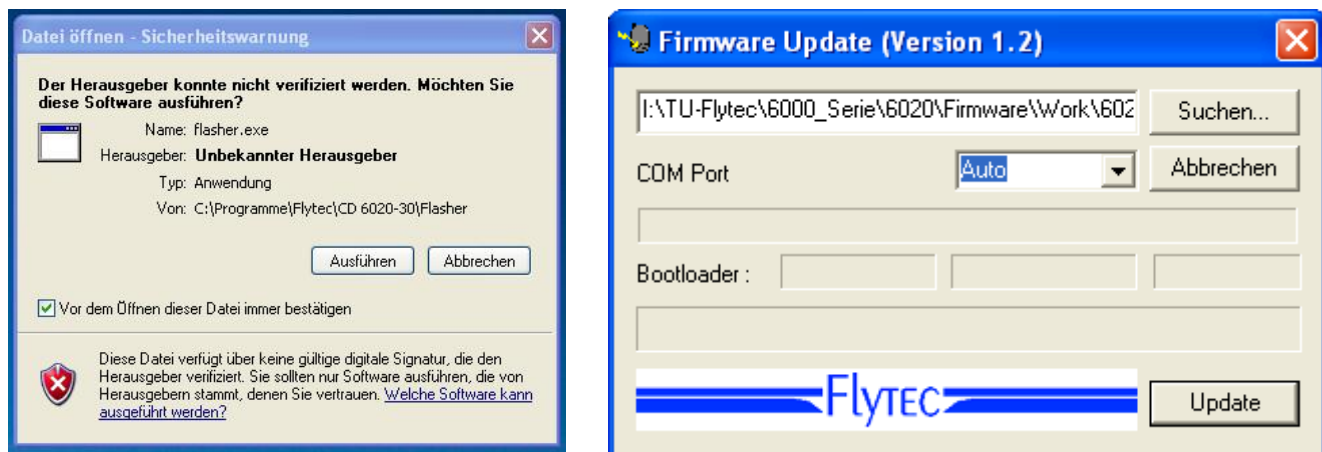 Datei öffnen - Sicherheitswarnung
Der Herausgeber konnte nicht verifiziert werden. Möchten Sie
diese Software ausführen?
Name: flasher.exe
Herausgeber: Unbekannter Herausgeber
Typ: Anwendung
Von: C:\Programme\Flytec\CD 6020-30\Flasher
Ausführen Abbrechen
Vor dem Öffnen dieser Datei immer bestätigen
Diese Datei verfügt über keine gültige digitale Signatur, die den
Herausgeber verifiziert. Sie sollten nur Software ausführen, die von
Herausgebern stammt, denen Sie vertrauen. Welche Software kann
ausgeführt werden?
Firmware Update (Version 1.2)
I:\TU-Flytec\6000_Serie\6020\Firmware\Work\602 Suchen...
COM Port Auto Abbrechen
Bootloader :
FLYTEC Update